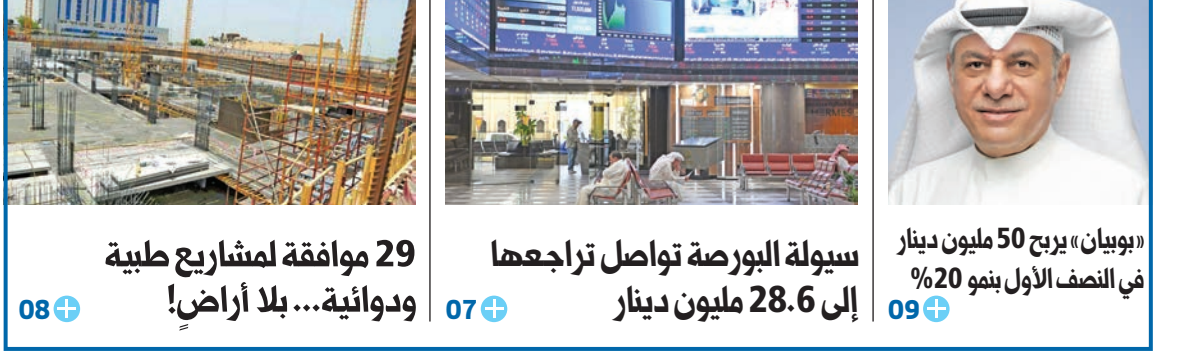 «بوبيان» يربح 50 مليون دينار
في النصف الأول بنمو 20%
09
سيولة البورصة تواصل تراجعها
إلى 28.6 مليون دينار
07
29 موافقة لمشاريع طبية
ودوائية... بلا أراضٍ!
08